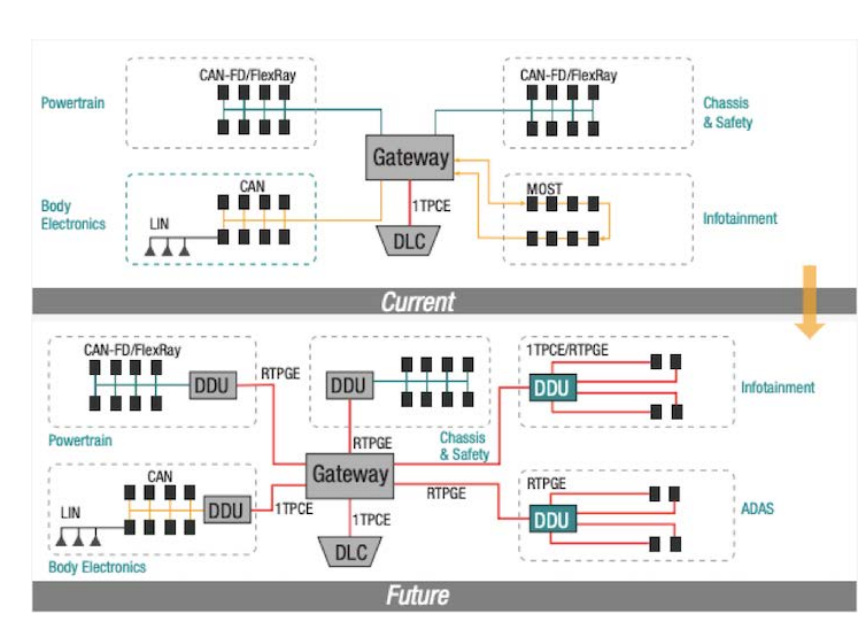 CAN-FD/FlexRay
CAN-FD/FlexRay
Powertrain
Chassis
& Safety
Gateway
CAN
MOST
Body
Electronics
LIN
1TPCE
Infotainment
DLC
Current
CAN-FD/FlexRay
RTPGE
1TPCE/RTPGE
DDU
DDU
DDU
Infotainment
Powertrain
RTPGE
Chassis
& Safety
CAN
Gateway
RTPGE
RTPGE
LIN
DDU
1TPCE
1TPCE
DDU
ADAS
DLC
Body Electronics
Future